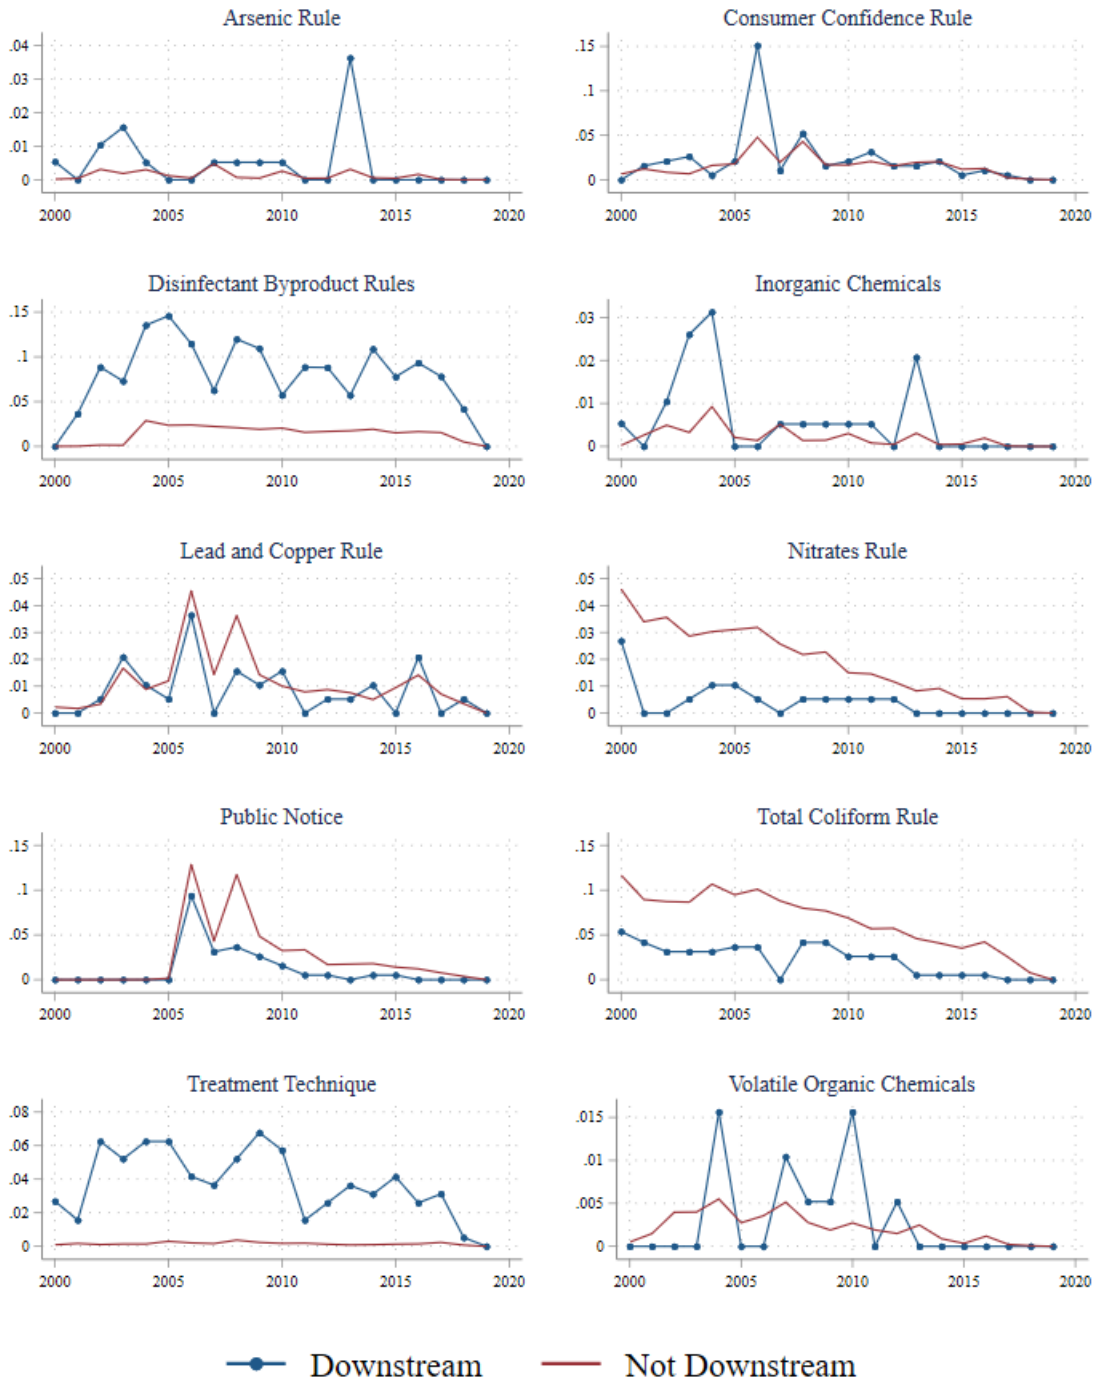 Arsenic Rule
.04
.03
.02
.01
0
2000 2005 2010 2015 2020
Consumer Confidence Rule
.15
.1
.05
0
2000 2005 2010 2015 2020
Disinfectant Byproduct Rules
.15
.1
.05
0
2000 2005 2010 2015 2020
Inorganic Chemicals
.03
.02
.01
0
2000 2005 2010 2015 2020
Lead and Copper Rule
.05
.04
.03
.02
.01
0
2000 2005 2010 2015 2020
Nitrates Rule
.05
.04
.03
.02
.01
0
2000 2005 2010 2015 2020
Public Notice
.15
.1
.05
0
2000 2005 2010 2015 2020
Total Coliform Rule
.15
.1
.05
0
2000 2005 2010 2015 2020
Treatment Technique
.08
.06
.04
.02
0
2000 2005 2010 2015 2020
Volatile Organic Chemicals
.015
.01
.005
0
2000 2005 2010 2015 2020
Downstream Not Downstream